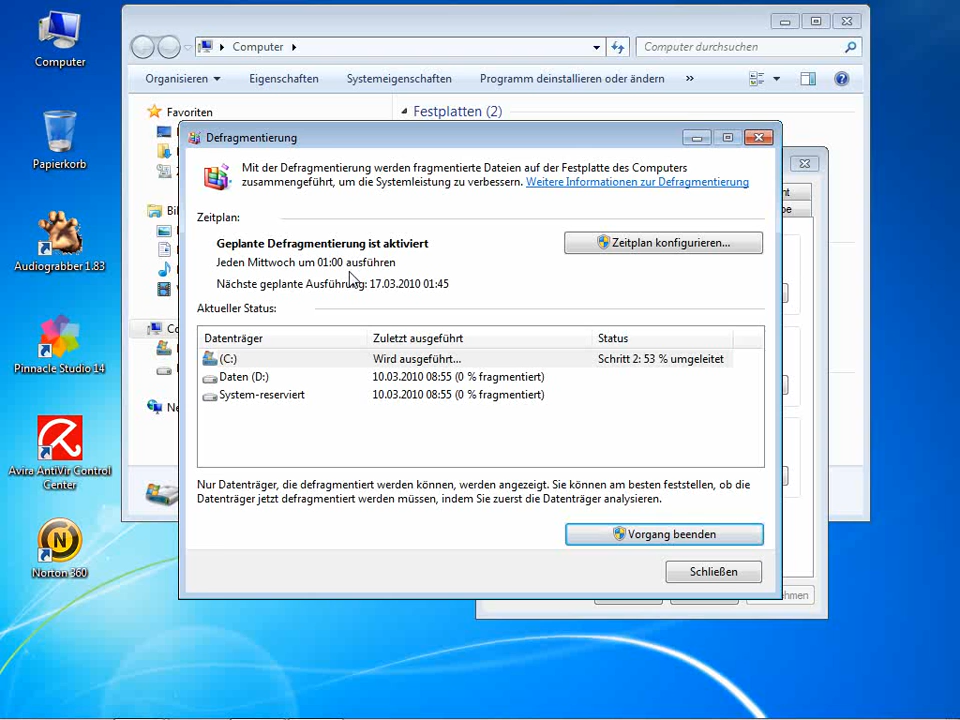 Computer
Papierkorb
Audiograbber 1.83
Pinnacle Studio 14
Avira AntiVir Control
Center
Norton 360
Computer
Computer durchsuchen
Organisieren
Eigenschaften
Systemeigenschaften
Programm deinstallieren oder ändern
»
Favoriten
Festplatten (2)
Defragmentierung
Mit der Defragmentierung werden fragmentierte Dateien auf der Festplatte des Computers
zusammengeführt, um die Systemleistung zu verbessern. Weitere Informationen zur Defragmentierung
Zeitplan:
Geplante Defragmentierung ist aktiviert
Zeitplan konfigurieren...
Jeden Mittwoch um 01:00 ausführen
Nächste geplante Ausführung: 17.03.2010 01:45
Aktueller Status:
Datenträger Zuletzt ausgeführt Status
(C:) Wird ausgeführt... Schritt 2: 53 % umgeleitet
Daten (D:) 10.03.2010 08:55 (0 % fragmentiert)
System-reserviert 10.03.2010 08:55 (0 % fragmentiert)
Nur Datenträger, die defragmentiert werden können, werden angezeigt. Sie können am besten feststellen, ob die
Datenträger jetzt defragmentiert werden müssen, indem Sie zuerst die Datenträger analysieren.
Vorgang beenden
Schließen